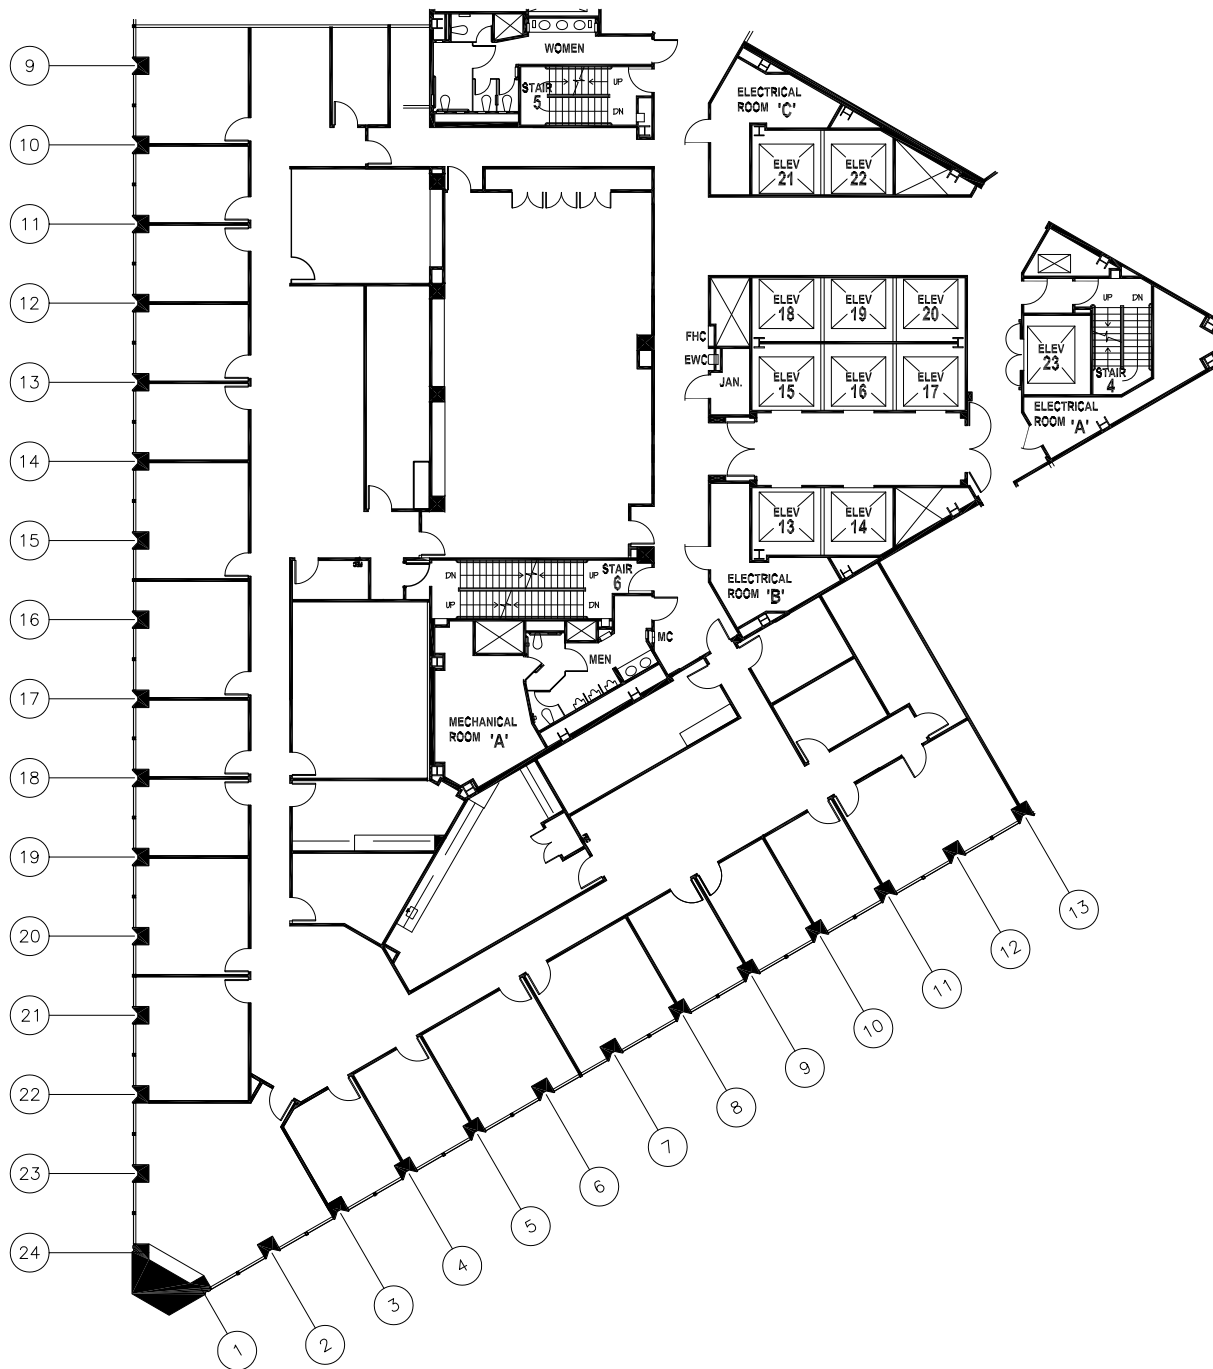 9
WOMEN
STAIR
5
UP
DN
ELECTRICAL
ROOM 'C'
10
ELEV
21
ELEV
22
11
12
ELEV
18
ELEV
19
ELEV
20
UP
DN
FHC
EWC
JAN.
ELEV
23
STAIR
4
13
ELEV
15
ELEV
16
ELEV
17
ELECTRICAL
ROOM 'A'
14
15
ELEV
13
ELEV
14
DN
UP
STAIR
6
UP
DN
ELECTRICAL
ROOM 'B'
16
MC
MEN
17
MECHANICAL
ROOM 'A'
18
19
20
21
22
23
24
1
2
3
4
5
6
7
8
9
10
11
12
13